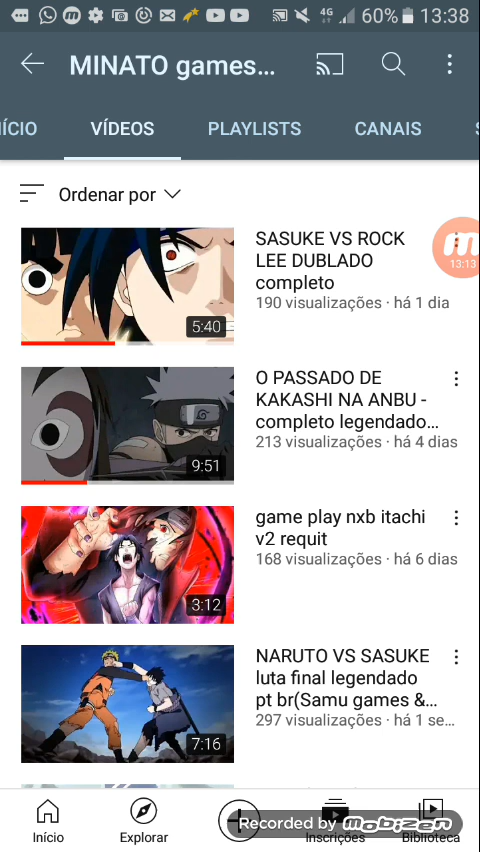 4G 60% 13:38
MINATO games...
ÍCIO VÍDEOS PLAYLISTS CANAIS
Ordenar por
SASUKE VS ROCK
LEE DUBLADO
completo
190 visualizações · há 1 dia
5:40
13:13
O PASSADO DE
KAKASHI NA ANBU -
completo legendado...
213 visualizações · há 4 dias
9:51
game play nxb itachi
v2 requit
168 visualizações · há 6 dias
3:12
NARUTO VS SASUKE
luta final legendado
pt br(Samu games &...
297 visualizações · há 1 se...
7:16
Recorded by mobizen
Início Explorar Inscrições Biblioteca